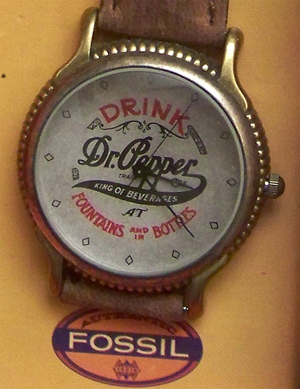 DRINK
Dr. Pepper
KING OF BEVERAGES
AT
FOUNTAINS AND IN BOTTLES
AUTHENTIC
FOSSIL